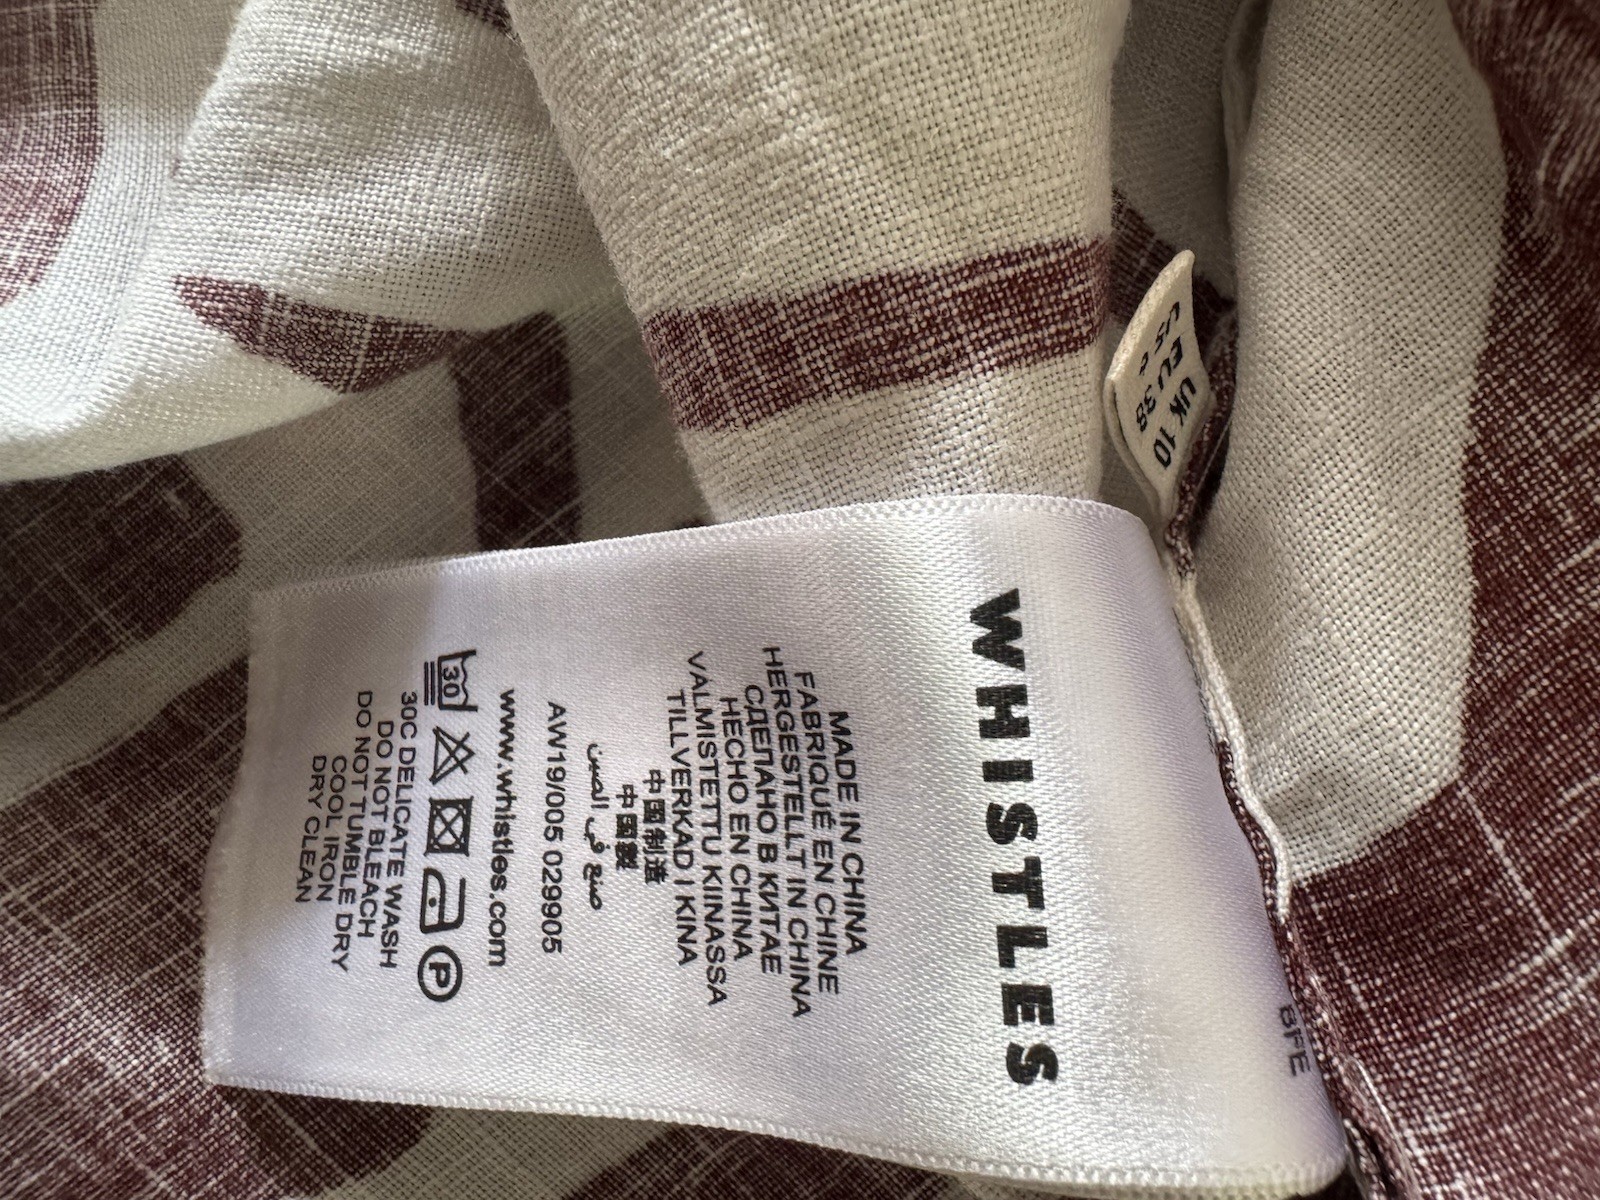 UK 10
EU 38
US 6
WHISTLES
MADE IN CHINA
FABRIQUÉ EN CHINE
HERGESTELLT IN CHINA
СДЕЛАНО В КИТАЕ
HECHO EN CHINA
VALMISTETTU KIINASSA
TILLVERKAD I KINA
中国制造
中國製
صنع في الصين
AW19/005 029905
www.whistles.com
30
P
30C DELICATE WASH
DO NOT BLEACH
DO NOT TUMBLE DRY
COOL IRON
DRY CLEAN
BFE